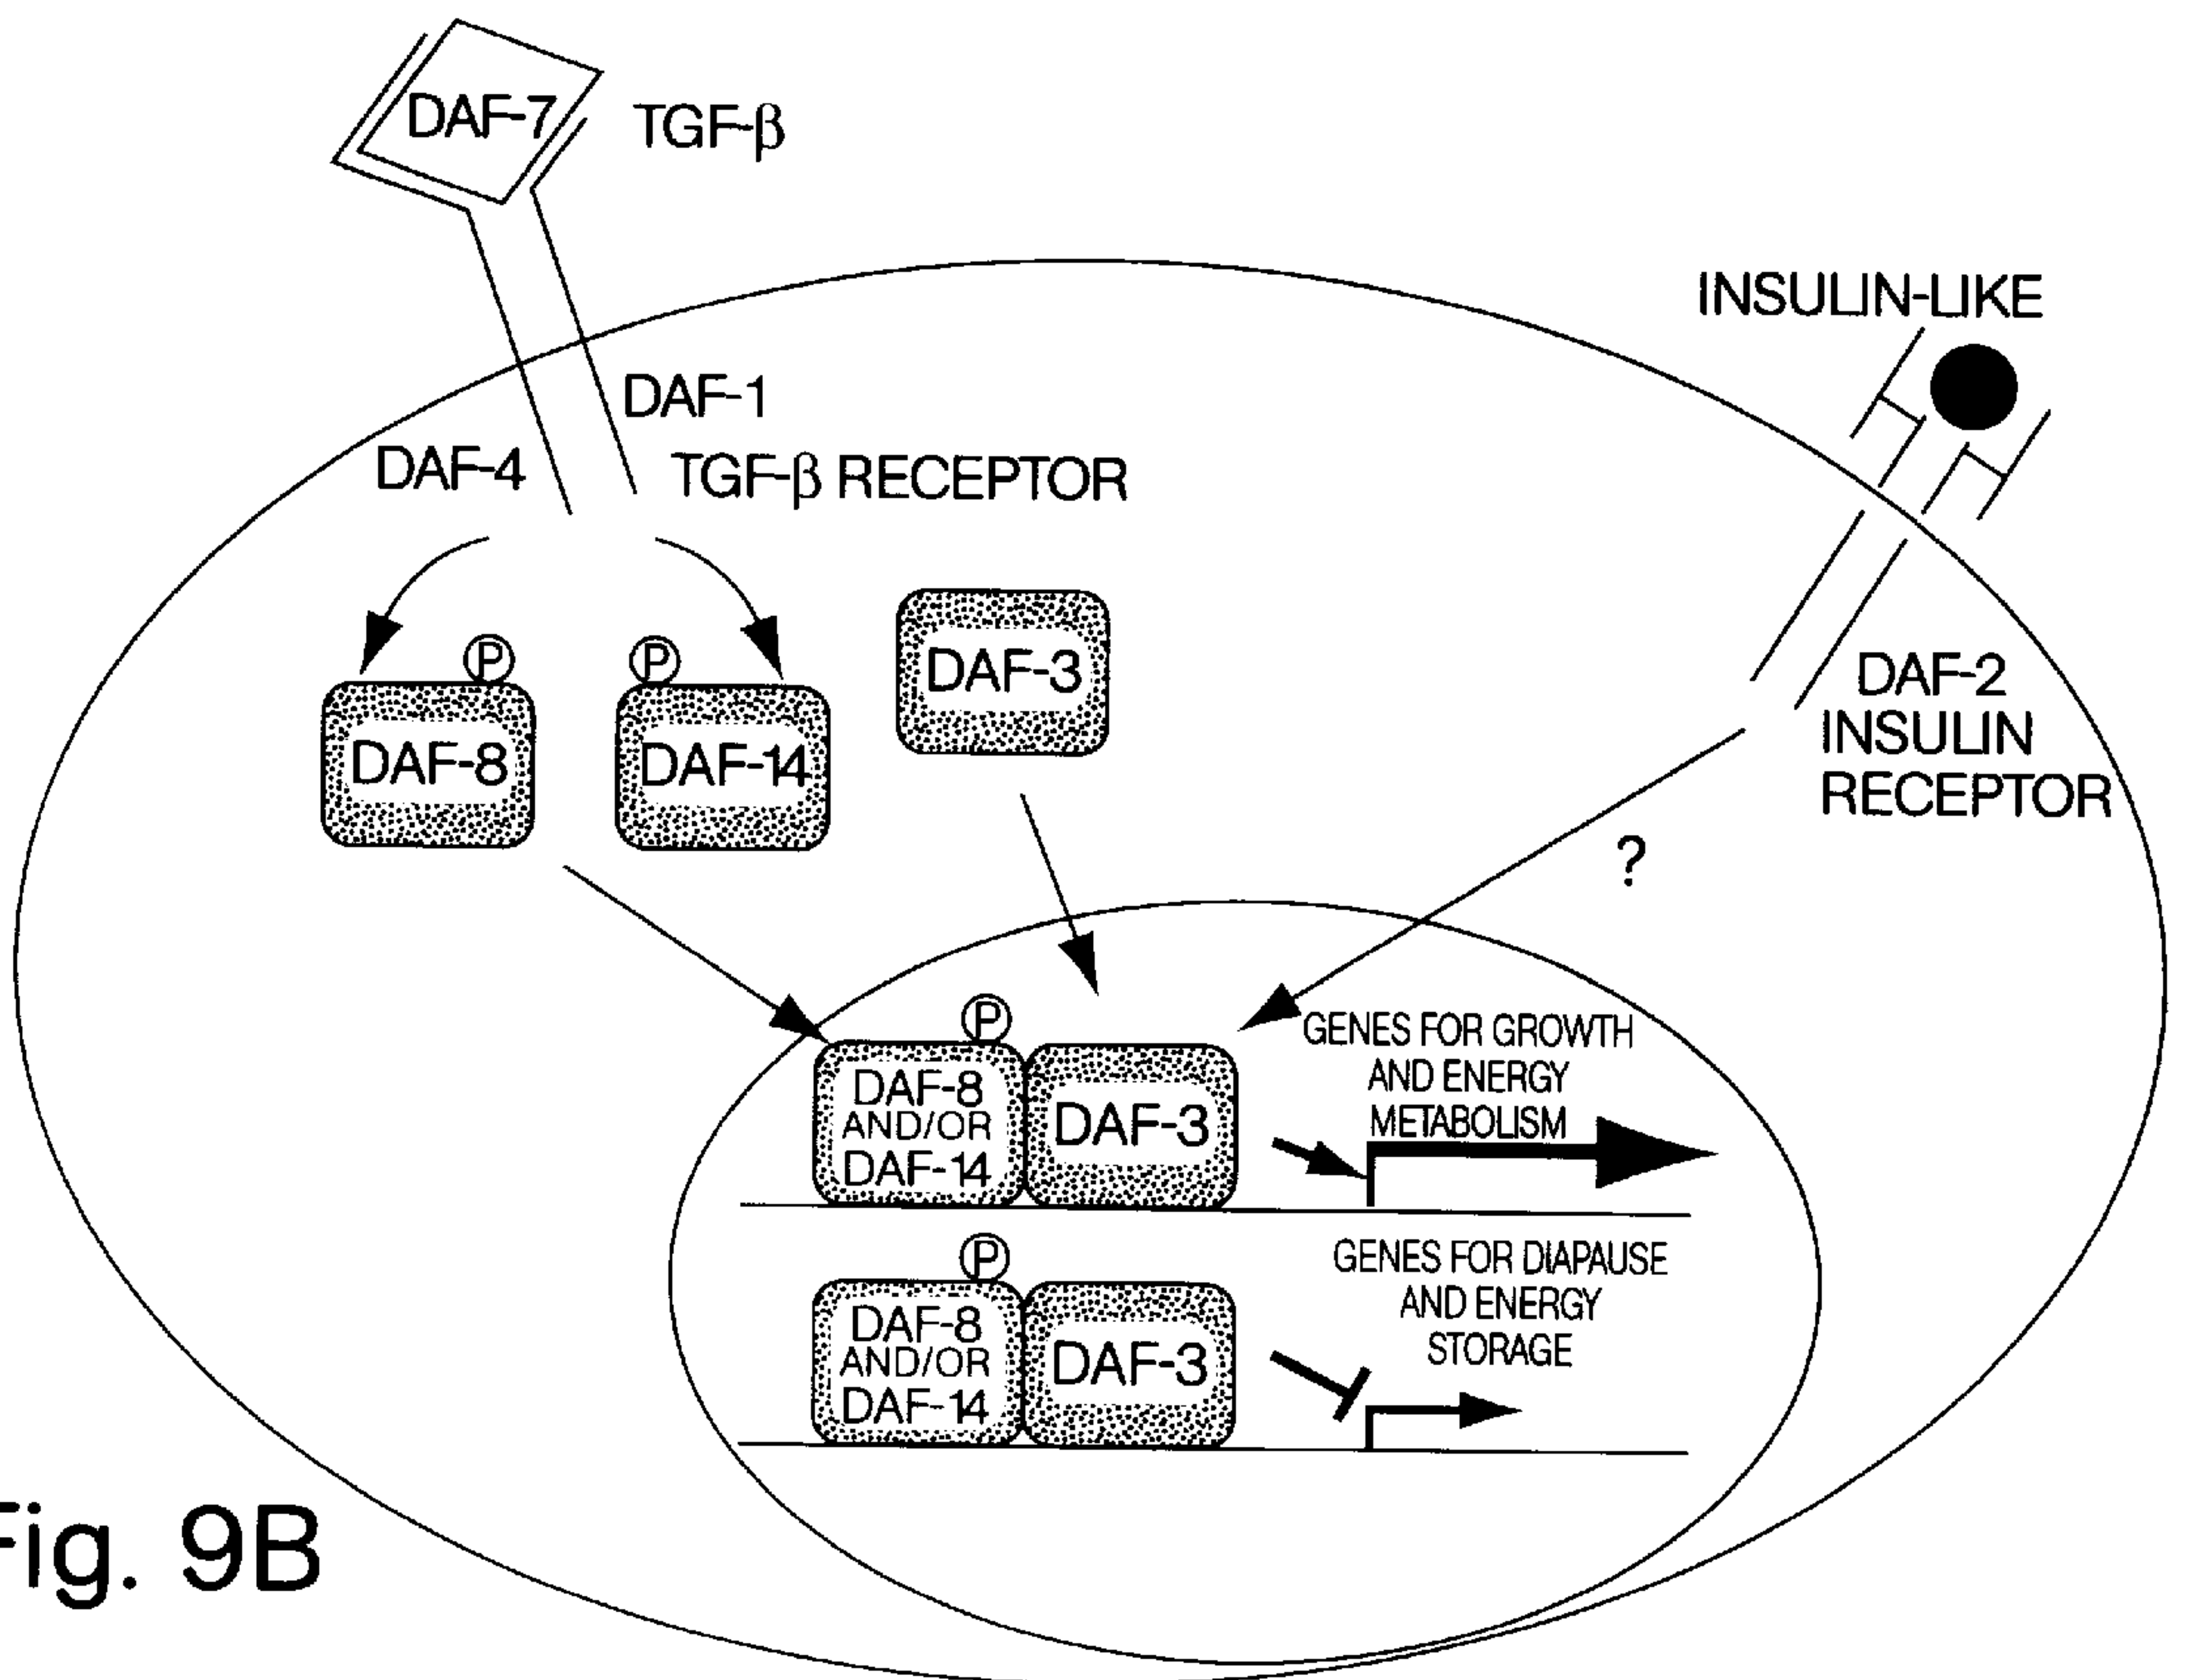 DAF-7
TGF-β
INSULIN-LIKE
DAF-1
DAF-4
TGF-β RECEPTOR
P
P
DAF-3
DAF-8
DAF-14
DAF-2
INSULIN
RECEPTOR
?
P
DAF-8
AND/OR
DAF-14
DAF-3
GENES FOR GROWTH
AND ENERGY
METABOLISM
P
DAF-8
AND/OR
DAF-14
DAF-3
GENES FOR DIAPAUSE
AND ENERGY
STORAGE
Fig. 9B